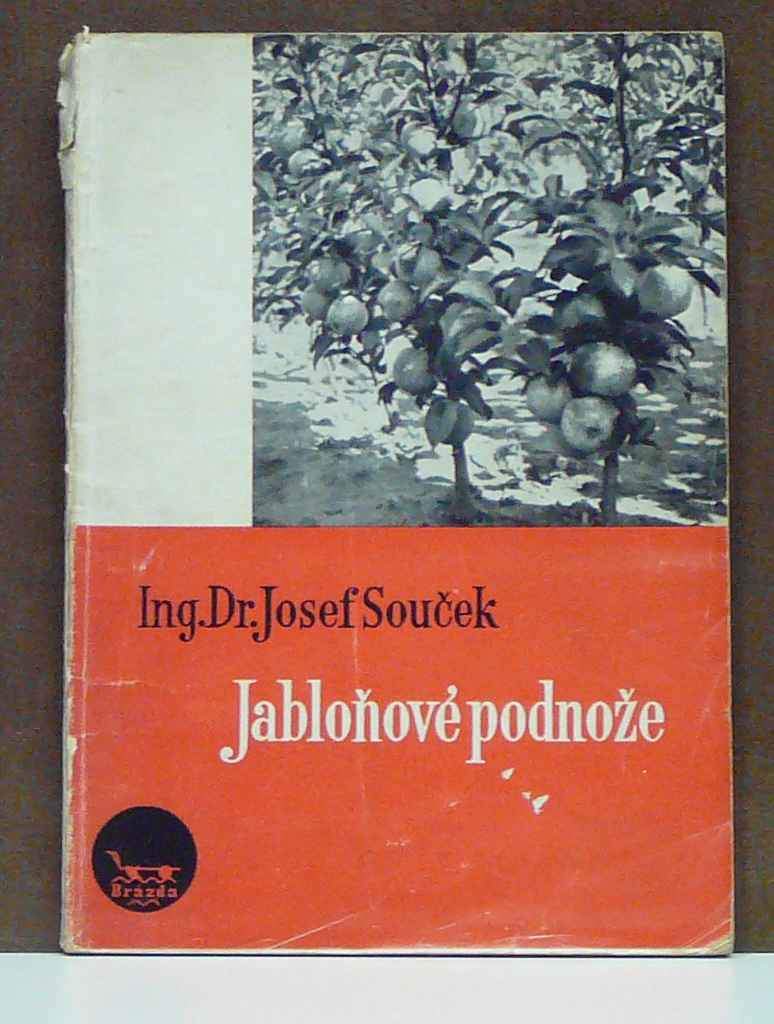 Ing.Dr.Josef Souček
Jabloňové podnože
Brázda